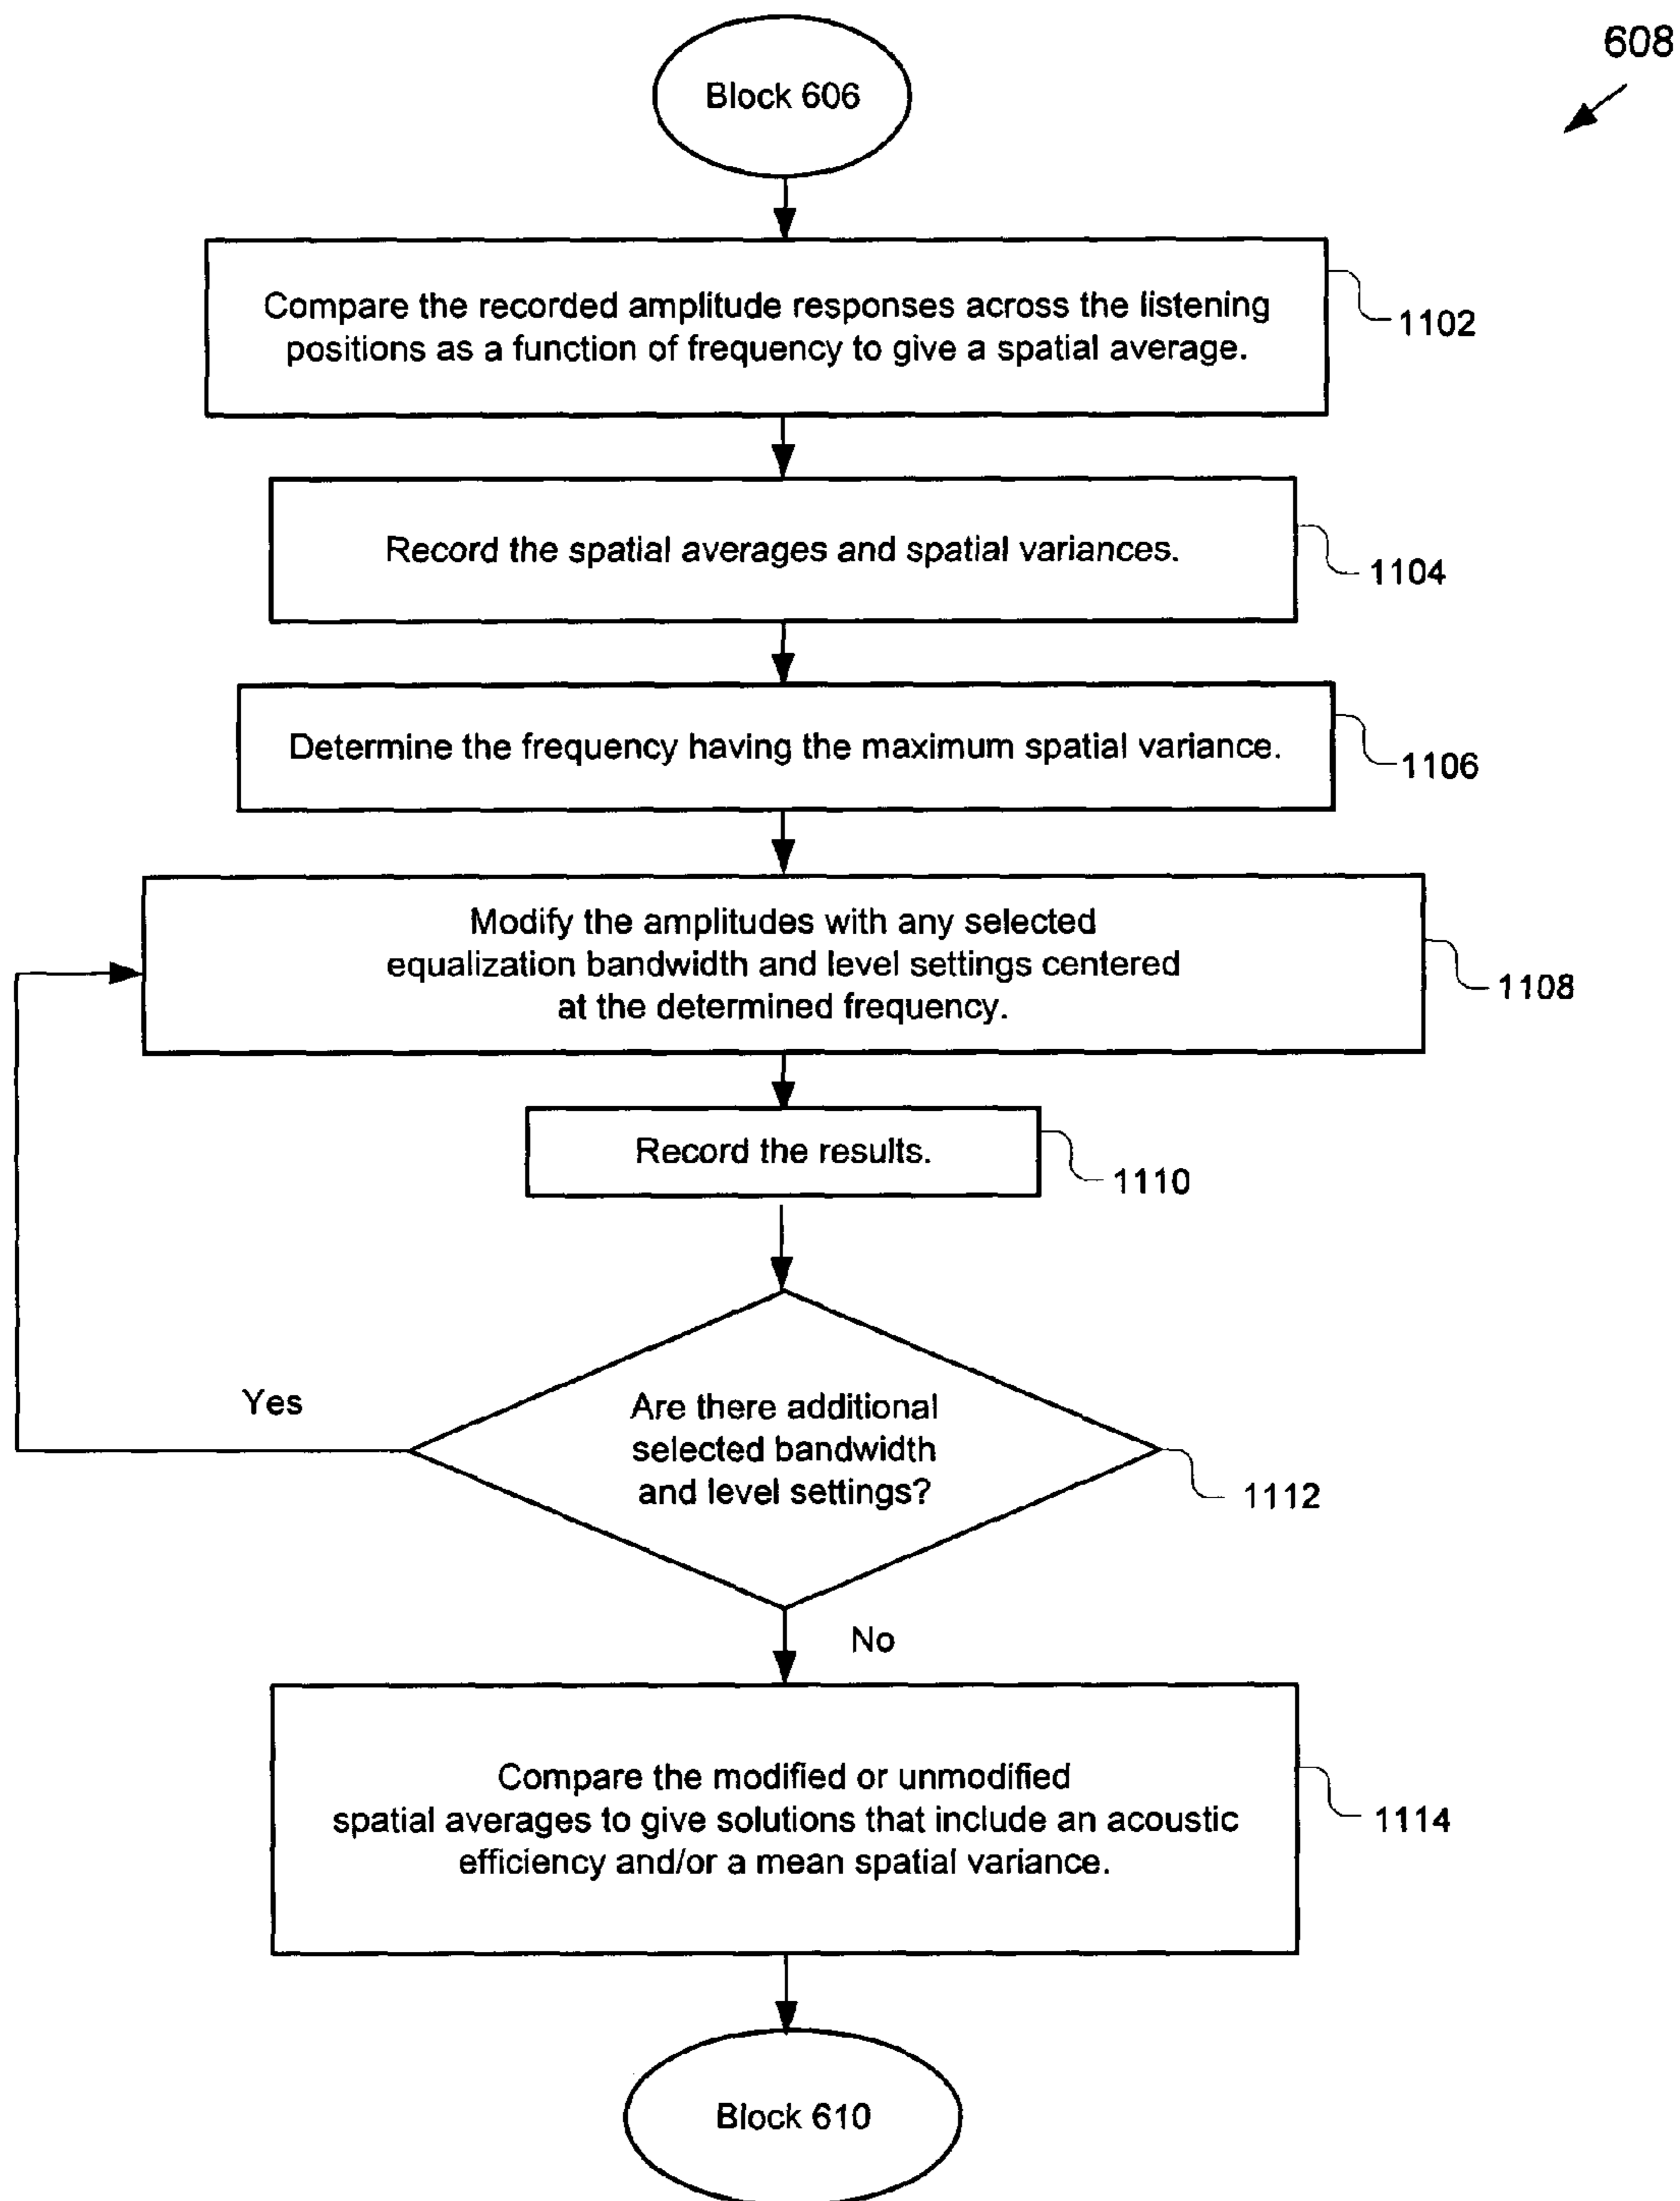 608
Block 606
Compare the recorded amplitude responses across the listening
positions as a function of frequency to give a spatial average.
1102
Record the spatial averages and spatial variances.
1104
Determine the frequency having the maximum spatial variance.
1106
Modify the amplitudes with any selected
equalization bandwidth and level settings centered
at the determined frequency.
1108
Record the results.
1110
Yes
Are there additional
selected bandwidth
and level settings?
1112
No
Compare the modified or unmodified
spatial averages to give solutions that include an acoustic
efficiency and/or a mean spatial variance.
1114
Block 610